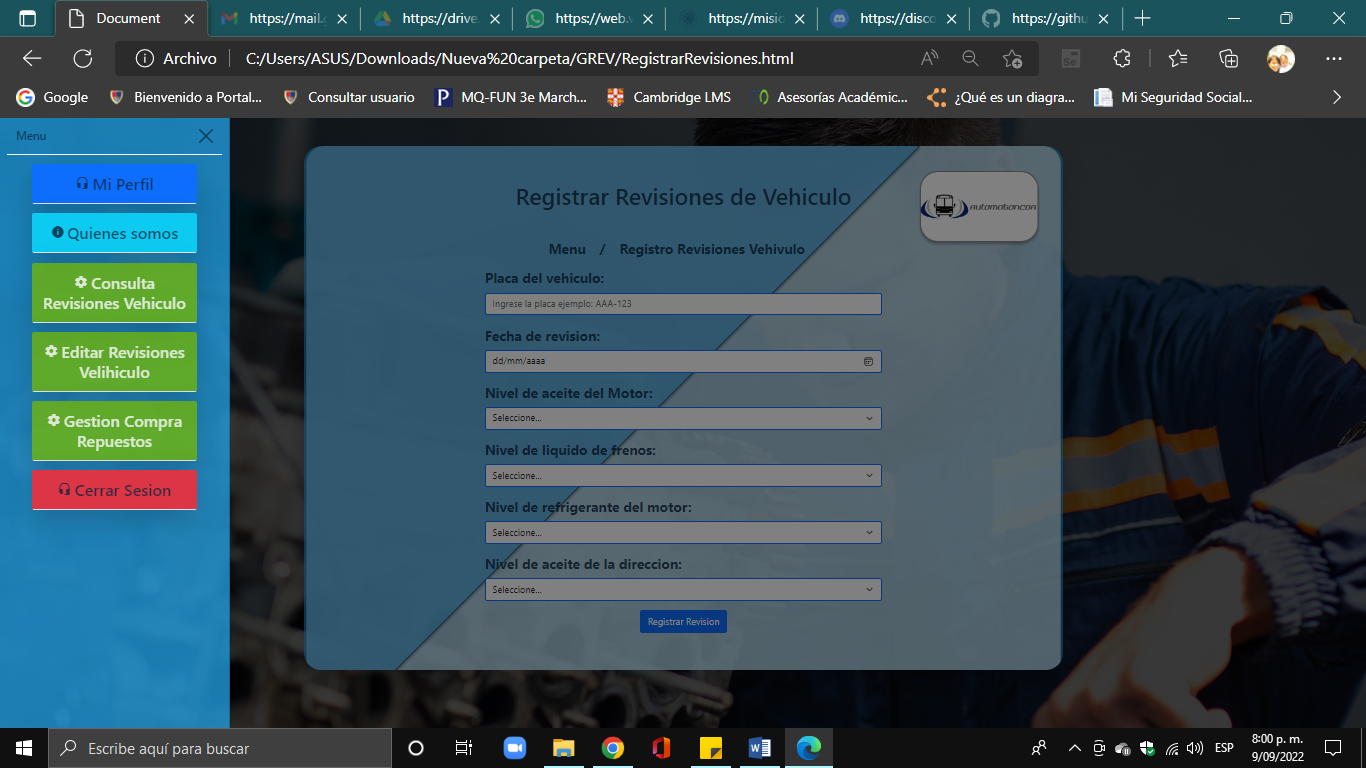 Document
https://mail.g
https://drive.
https://web.v
https://misio
https://disco
https://githu
Archivo
C:/Users/ASUS/Downloads/Nueva%20carpeta/GREV/RegistrarRevisiones.html
Google
Bienvenido a Portal...
Consultar usuario
MQ-FUN 3e March...
Cambridge LMS
Asesorías Académic...
¿Qué es un diagra...
Mi Seguridad Social...
Menu
Mi Perfil
Quienes somos
Consulta
Revisiones Vehiculo
Editar Revisiones
Velihiculo
Gestion Compra
Repuestos
Cerrar Sesion
Registrar Revisiones de Vehiculo
AUTOMOTIONCDA
Menu / Registro Revisiones Vehivulo
Placa del vehiculo:
Ingrese la placa ejemplo: AAA-123
Fecha de revision:
dd/mm/aaaa
Nivel de aceite del Motor:
Seleccione...
Nivel de liquido de frenos:
Seleccione...
Nivel de refrigerante del motor:
Seleccione...
Nivel de aceite de la direccion:
Seleccione...
Registrar Revision
Escribe aquí para buscar
ESP
8:00 p. m.
9/09/2022